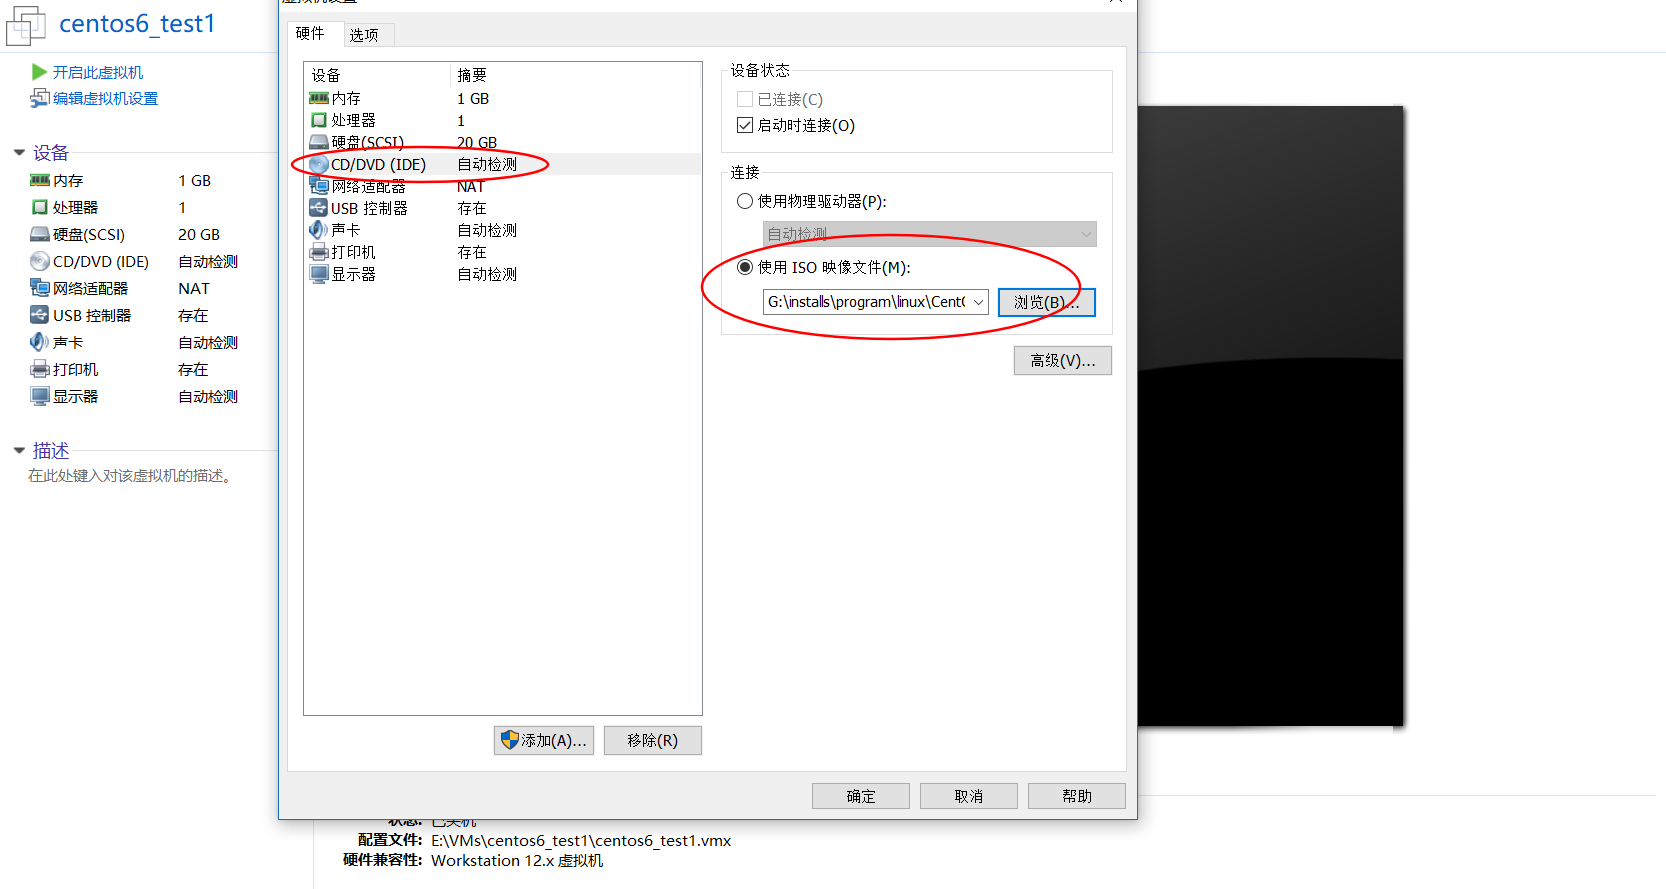 centos6_test1
开启此虚拟机
编辑虚拟机设置
设备
内存 1 GB
处理器 1
硬盘(SCSI) 20 GB
CD/DVD (IDE) 自动检测
网络适配器 NAT
USB 控制器 存在
声卡 自动检测
打印机 存在
显示器 自动检测
描述
在此处键入对该虚拟机的描述。
虚拟机设置
硬件 选项
设备 摘要
内存 1 GB
处理器 1
硬盘(SCSI) 20 GB
CD/DVD (IDE) 自动检测
网络适配器 NAT
USB 控制器 存在
声卡 自动检测
打印机 存在
显示器 自动检测
添加(A)... 移除(R)
设备状态
已连接(C)
启动时连接(O)
连接
使用物理驱动器(P):
自动检测
使用 ISO 映像文件(M):
G:\installs\program\linux\Cent 浏览(B)...
高级(V)...
确定 取消 帮助
状态: 已关机
配置文件: E:\VMs\centos6_test1\centos6_test1.vmx
硬件兼容性: Workstation 12.x 虚拟机